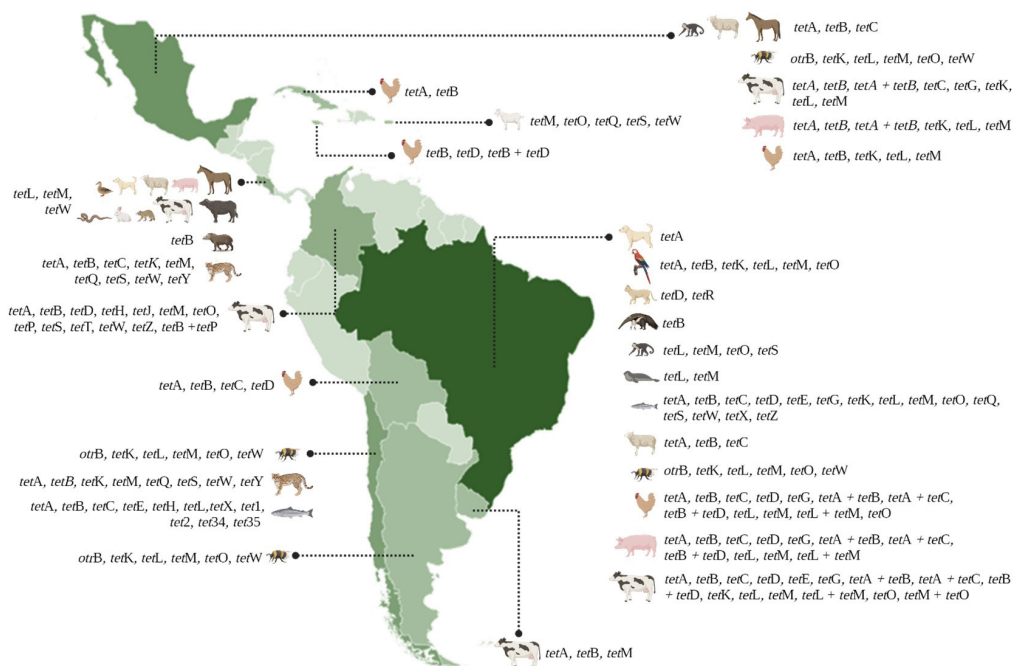 tetA, tetB, tetC
otrB, tetK, tetL, tetM, tetO, tetW
tetA, tetB, tetA + tetB, tetC, tetG, tetK,
tetL, tetM
tetA, tetB, tetA + tetB, tetK, tetL, tetM
tetA, tetB, tetK, tetL, tetM
tetA, tetB
tetM, tetO, tetQ, tetS, tetW
tetB, tetD, tetB + tetD
tetL, tetM,
tetW
tetB
tetA, tetB, tetC, tetK, tetM,
tetQ, tetS, tetW, tetY
tetA, tetB, tetD, tetH, tetJ, tetM, tetO,
tetP, tetS, tetT, tetW, tetZ, tetB +tetP
tetA, tetB, tetC, tetD
otrB, tetK, tetL, tetM, tetO, tetW
tetA, tetB, tetK, tetM, tetQ, tetS, tetW, tetY
tetA, tetB, tetC, tetE, tetH, tetL,tetX, tet1,
tet2, tet34, tet35
otrB, tetK, tetL, tetM, tetO, tetW
tetA
tetA, tetB, tetK, tetL, tetM, tetO
tetD, tetR
tetB
tetL, tetM, tetO, tetS
tetL, tetM
tetA, tetB, tetC, tetD, tetE, tetG, tetK, tetL, tetM, tetO, tetQ,
tetS, tetW, tetX, tetZ
tetA, tetB, tetC
otrB, tetK, tetL, tetM, tetO, tetW
tetA, tetB, tetC, tetD, tetG, tetA + tetB, tetA + tetC,
tetB + tetD, tetL, tetM, tetL + tetM, tetO
tetA, tetB, tetC, tetD, tetG, tetA + tetB, tetA + tetC,
tetB + tetD, tetL, tetM, tetL + tetM
tetA, tetB, tetC, tetD, tetE, tetG, tetA + tetB, tetA + tetC, tetB
+ tetD, tetK, tetL, tetM, tetL + tetM, tetO, tetM + tetO
tetA, tetB, tetM